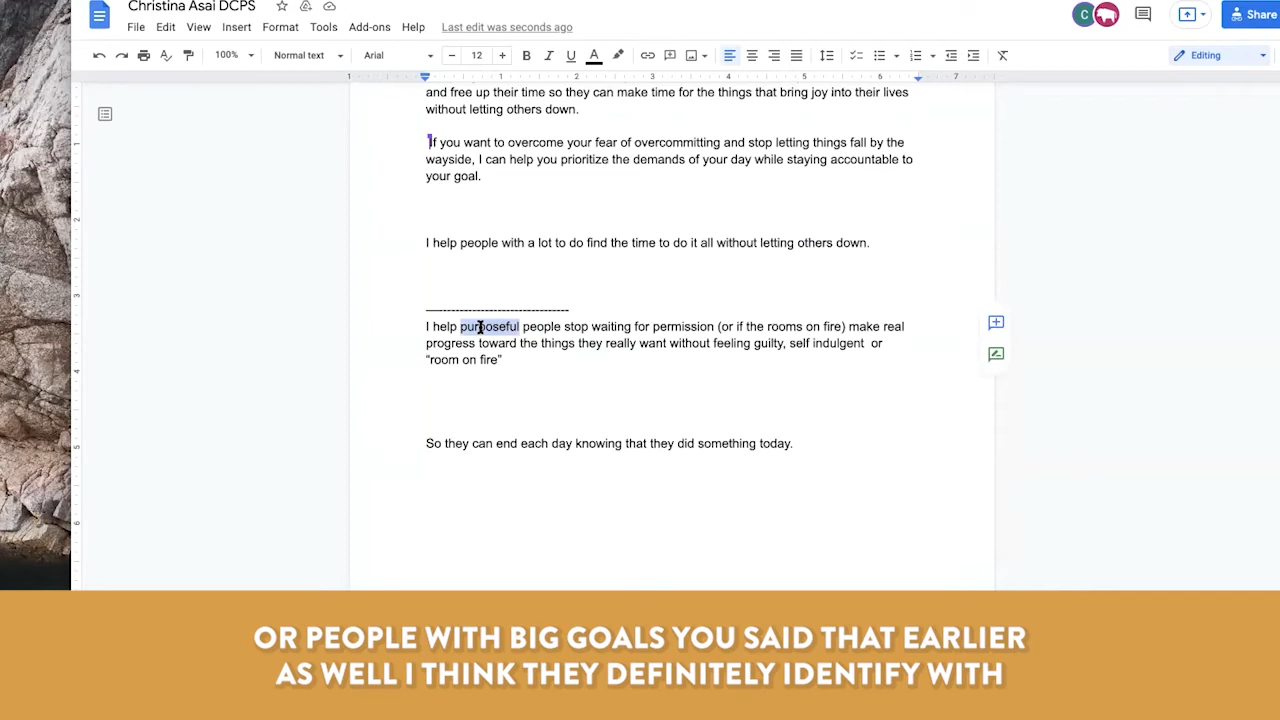 Christina Asai DCPS
File Edit View Insert Format Tools Add-ons Help Last edit was seconds ago
C
Share
100% Normal text Arial 12 B I U A Editing
1 1 2 3 4 5 6 7
and free up their time so they can make time for the things that bring joy into their lives
without letting others down.
If you want to overcome your fear of overcommitting and stop letting things fall by the
wayside, I can help you prioritize the demands of your day while staying accountable to
your goal.
I help people with a lot to do find the time to do it all without letting others down.
I help purposeful people stop waiting for permission (or if the rooms on fire) make real
progress toward the things they really want without feeling guilty, self indulgent or
“room on fire”
So they can end each day knowing that they did something today.
OR PEOPLE WITH BIG GOALS YOU SAID THAT EARLIER
AS WELL I THINK THEY DEFINITELY IDENTIFY WITH